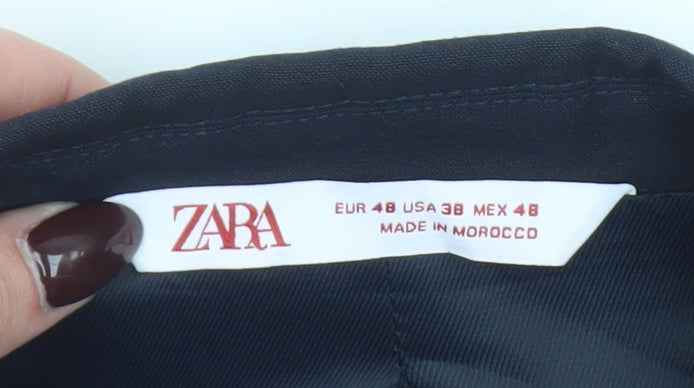 ZARA
EUR 48 USA 38 MEX 48
MADE IN MOROCCO